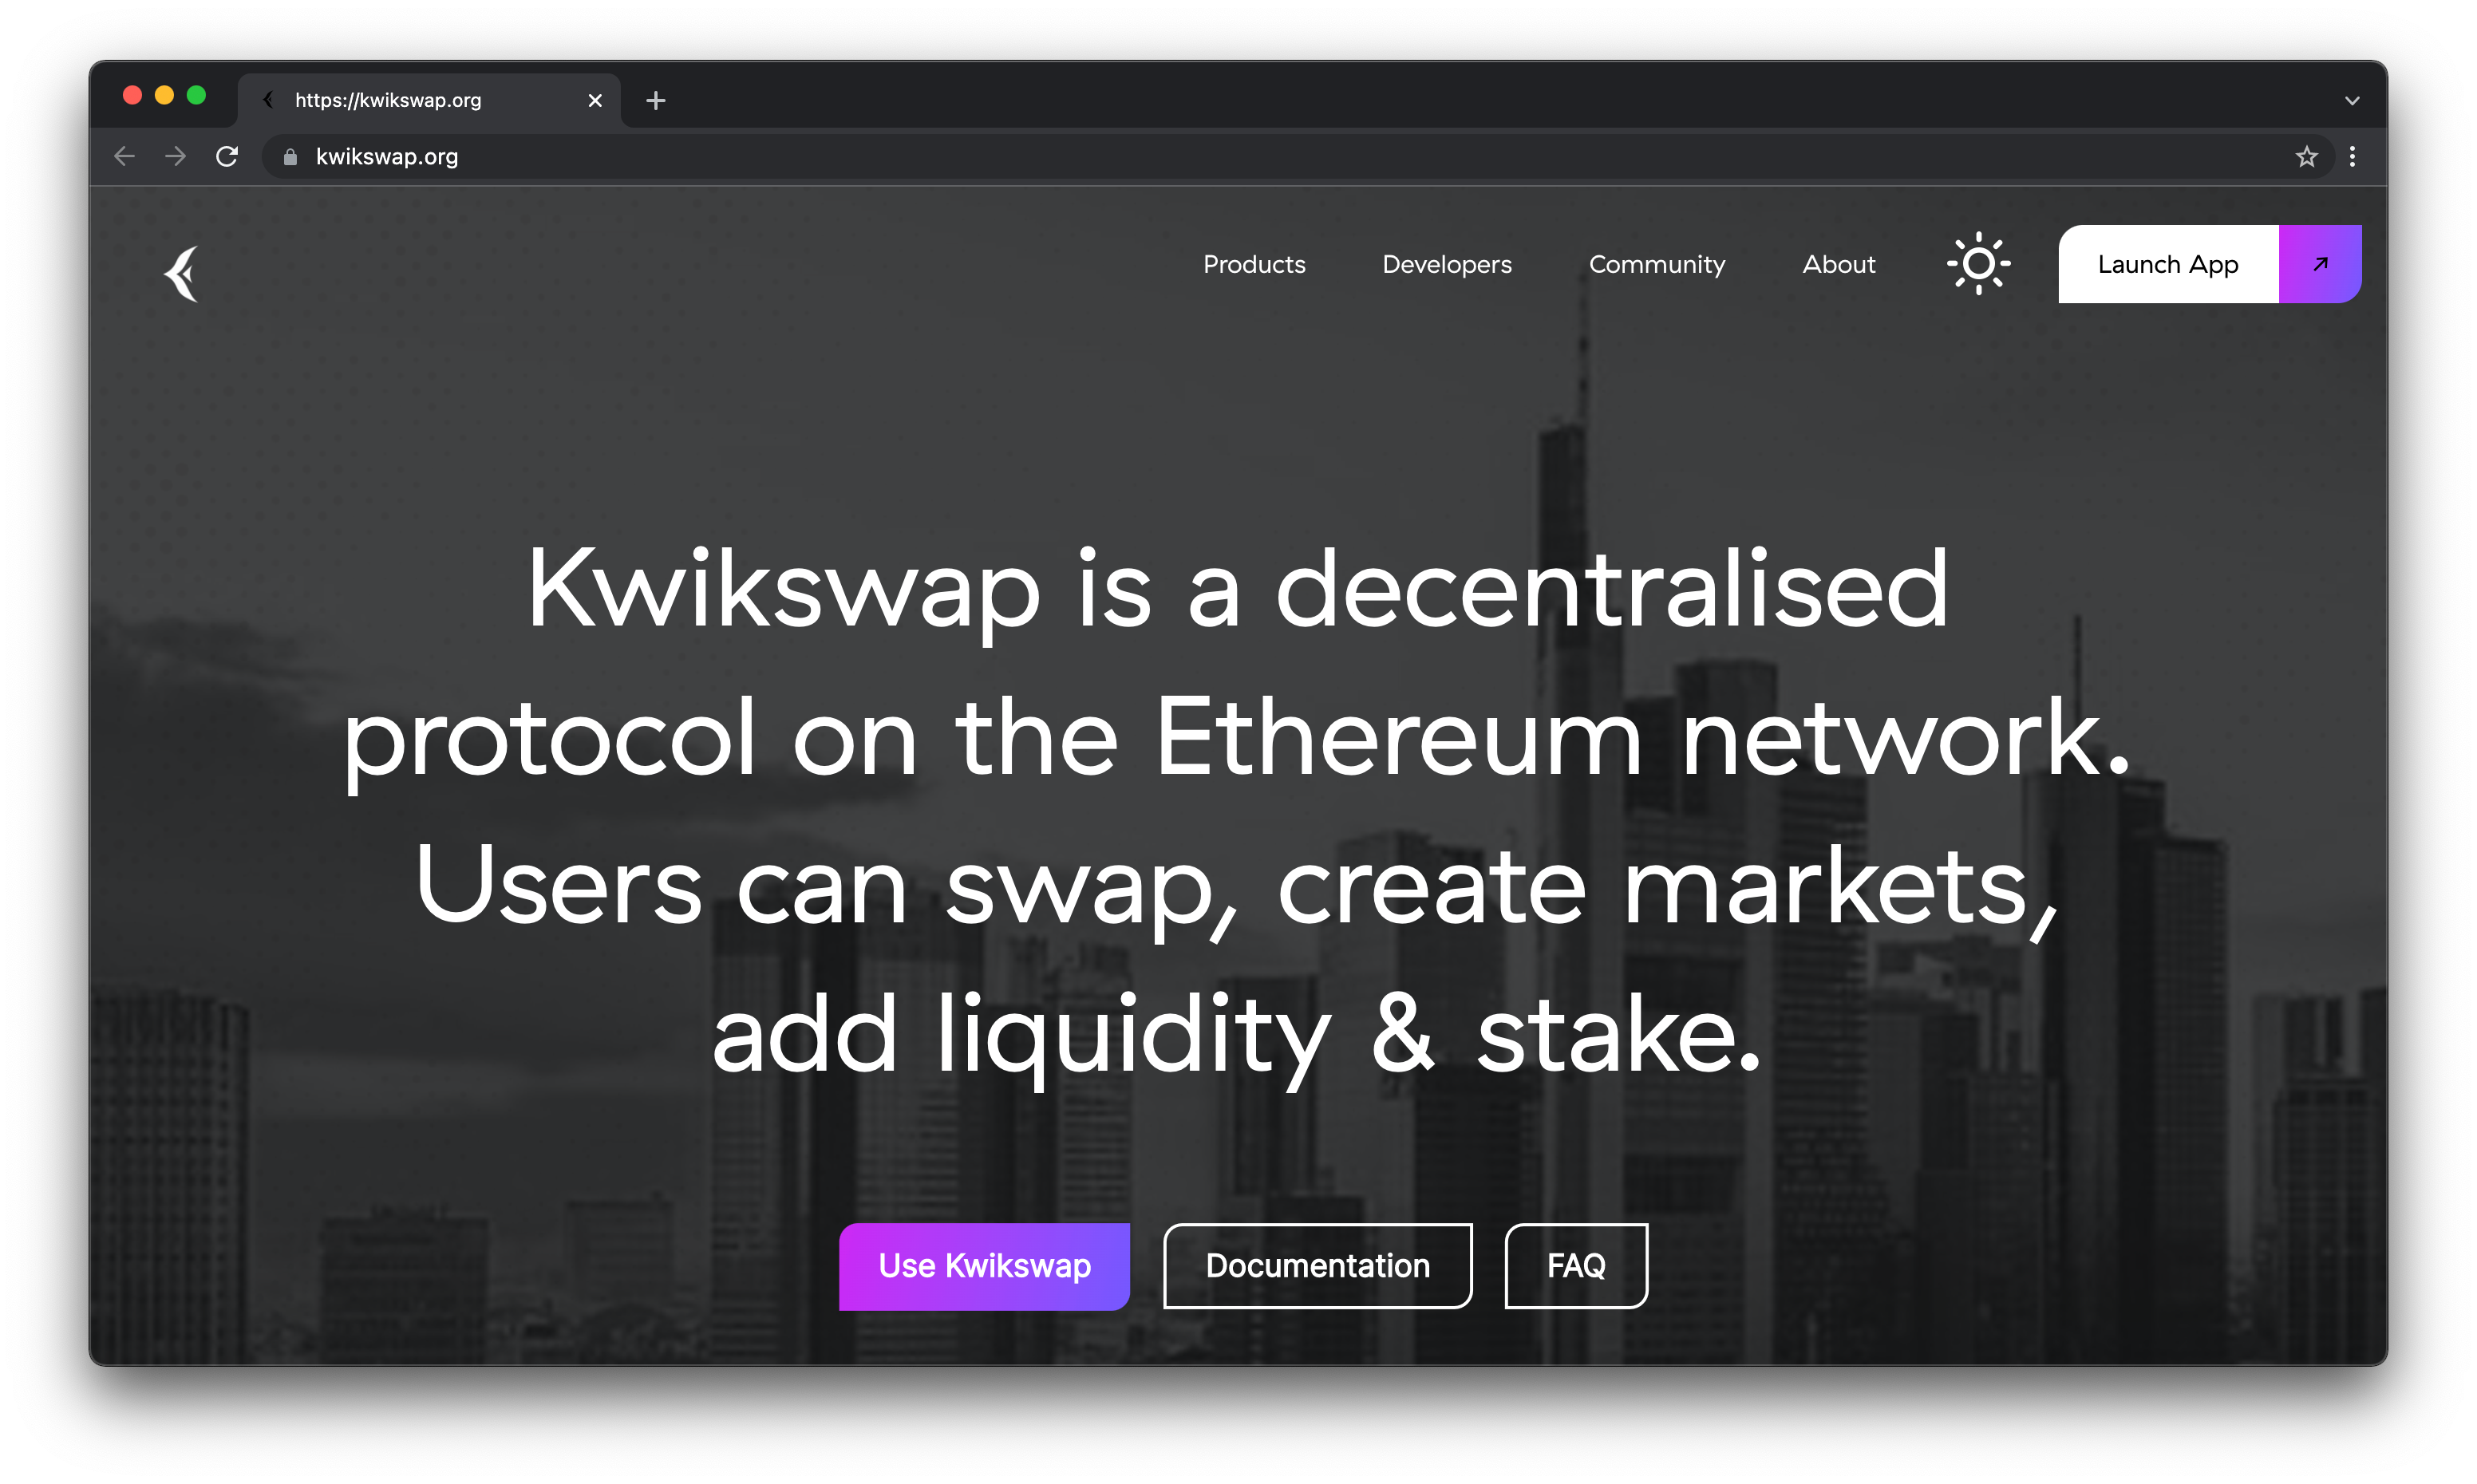 https://kwikswap.org
kwikswap.org
Products Developers Community About Launch App
Kwikswap is a decentralised
protocol on the Ethereum network.
Users can swap, create markets,
add liquidity & stake.
Use Kwikswap Documentation FAQ